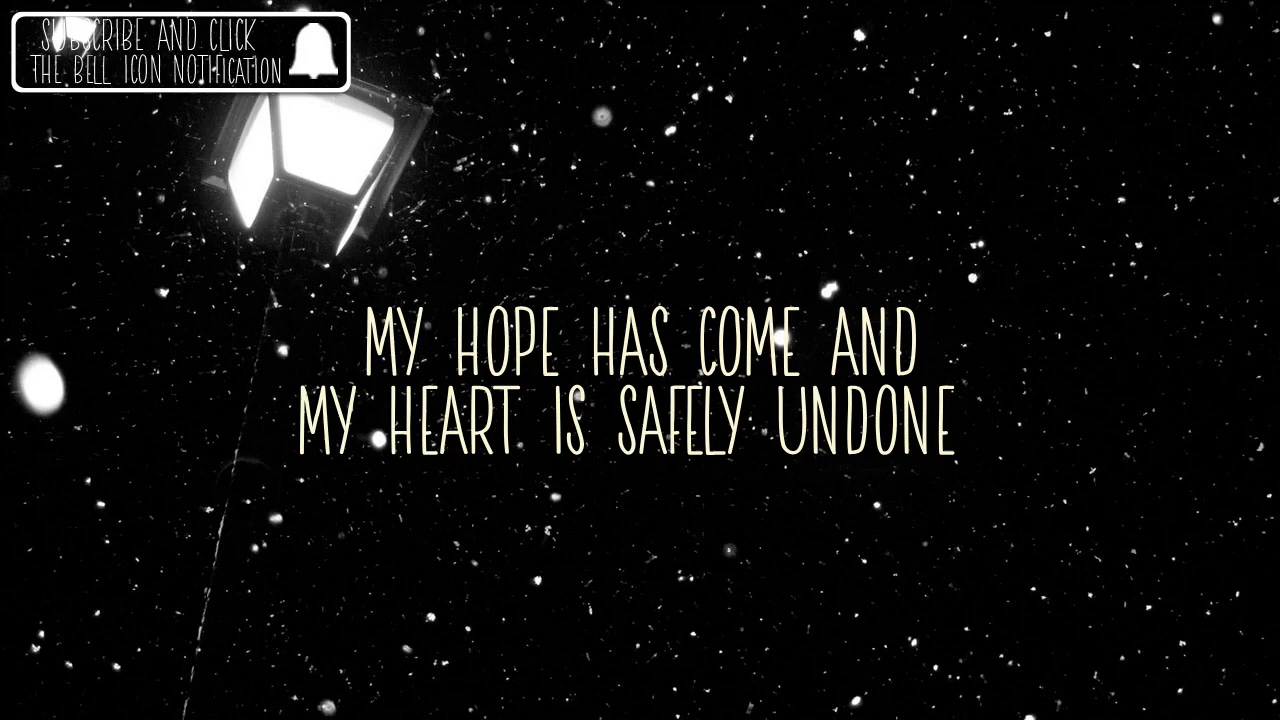 SUBSCRIBE AND CLICK
THE BELL ICON NOTIFICATION
MY HOPE HAS COME AND
MY HEART IS SAFELY UNDONE